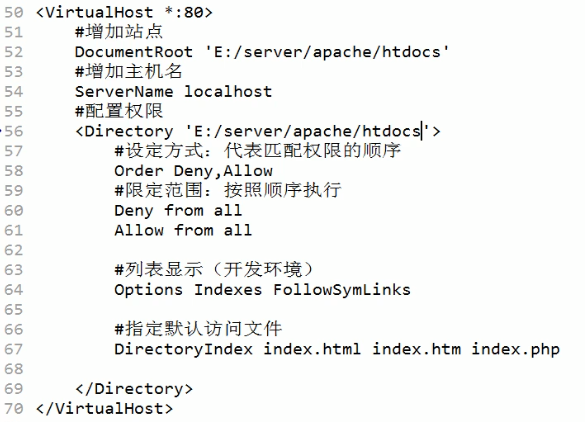 50 <VirtualHost *:80>
51     #增加站点
52     DocumentRoot 'E:/server/apache/htdocs'
53     #增加主机名
54     ServerName localhost
55     #配置权限
56     <Directory 'E:/server/apache/htdocs'>
57         #设定方式：代表匹配权限的顺序
58         Order Deny,Allow
59         #限定范围：按照顺序执行
60         Deny from all
61         Allow from all
62
63         #列表显示（开发环境）
64         Options Indexes FollowSymLinks
65
66         #指定默认访问文件
67         DirectoryIndex index.html index.htm index.php
68
69     </Directory>
70 </VirtualHost>